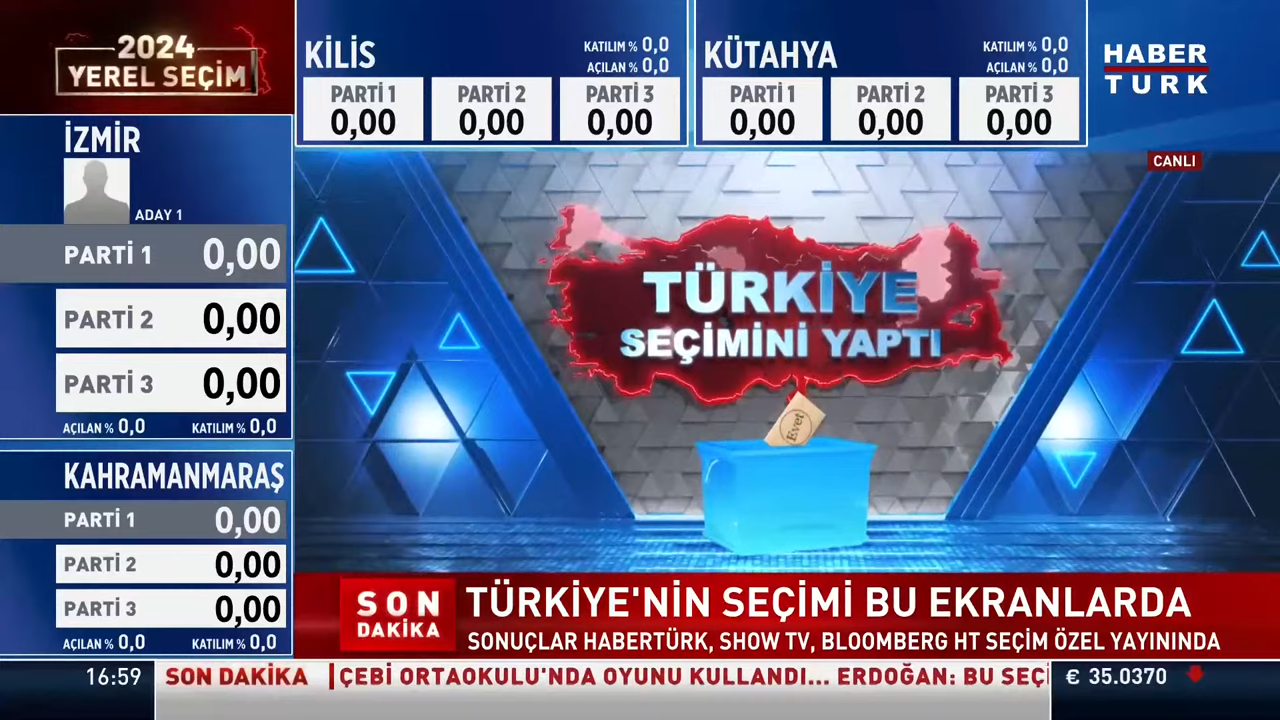 2024
YEREL SEÇİM
KİLİS
KATILIM % 0,0
AÇILAN % 0,0
PARTİ 1
PARTİ 2
PARTİ 3
0,00
0,00
0,00
KÜTAHYA
KATILIM % 0,0
AÇILAN % 0,0
PARTİ 1
PARTİ 2
PARTİ 3
0,00
0,00
0,00
HABER
TURK
CANLI
İZMİR
ADAY 1
PARTİ 1 0,00
PARTİ 2 0,00
PARTİ 3 0,00
AÇILAN % 0,0 KATILIM % 0,0
KAHRAMANMARAŞ
PARTİ 1 0,00
PARTİ 2 0,00
PARTİ 3 0,00
AÇILAN % 0,0 KATILIM % 0,0
TÜRKİYE
SEÇİMİNİ YAPTI
Evet
SON
DAKİKA
TÜRKİYE'NİN SEÇİMİ BU EKRANLARDA
SONUÇLAR HABERTÜRK, SHOW TV, BLOOMBERG HT SEÇİM ÖZEL YAYININDA
16:59 SON DAKİKA ÇEBİ ORTAOKULU'NDA OYUNU KULLANDI... ERDOĞAN: BU SEÇİ € 35.0370